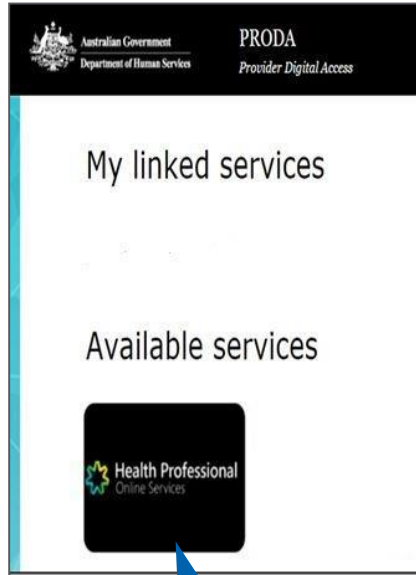 Australian Government
Department of Human Services
PRODA
Provider Digital Access
My linked services
Available services
Health Professional
Online Services